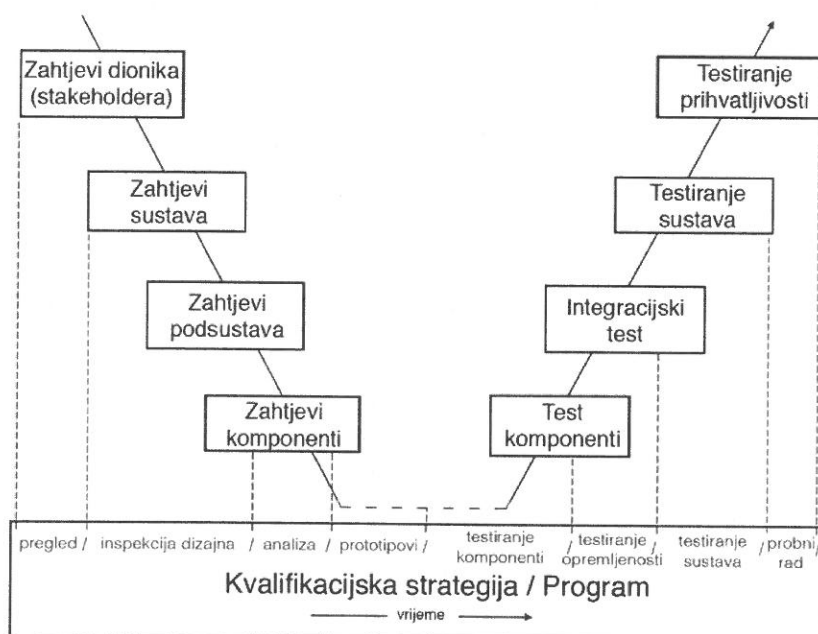 Zahtjevi dionika
(stakeholdera)
Testiranje
prihvatljivosti
Zahtjevi
sustava
Testiranje
sustava
Zahtjevi
podsustava
Integracijski
test
Zahtjevi
komponenti
Test
komponenti
pregled / inspekcija dizajna / analiza / prototipovi / testiranje komponenti / testiranje opremljenosti / testiranje sustava / probni rad /
Kvalifikacijska strategija / Program
vrijeme